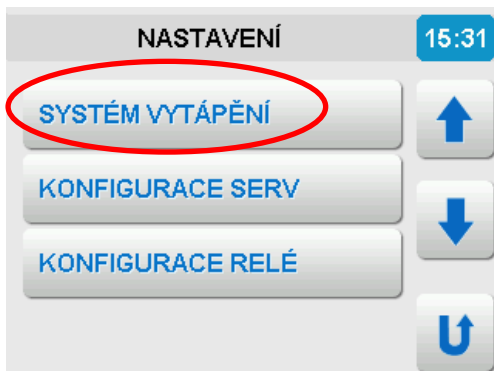 NASTAVENÍ
15:31
SYSTÉM VYTÁPĚNÍ
KONFIGURACE SERV
KONFIGURACE RELÉ